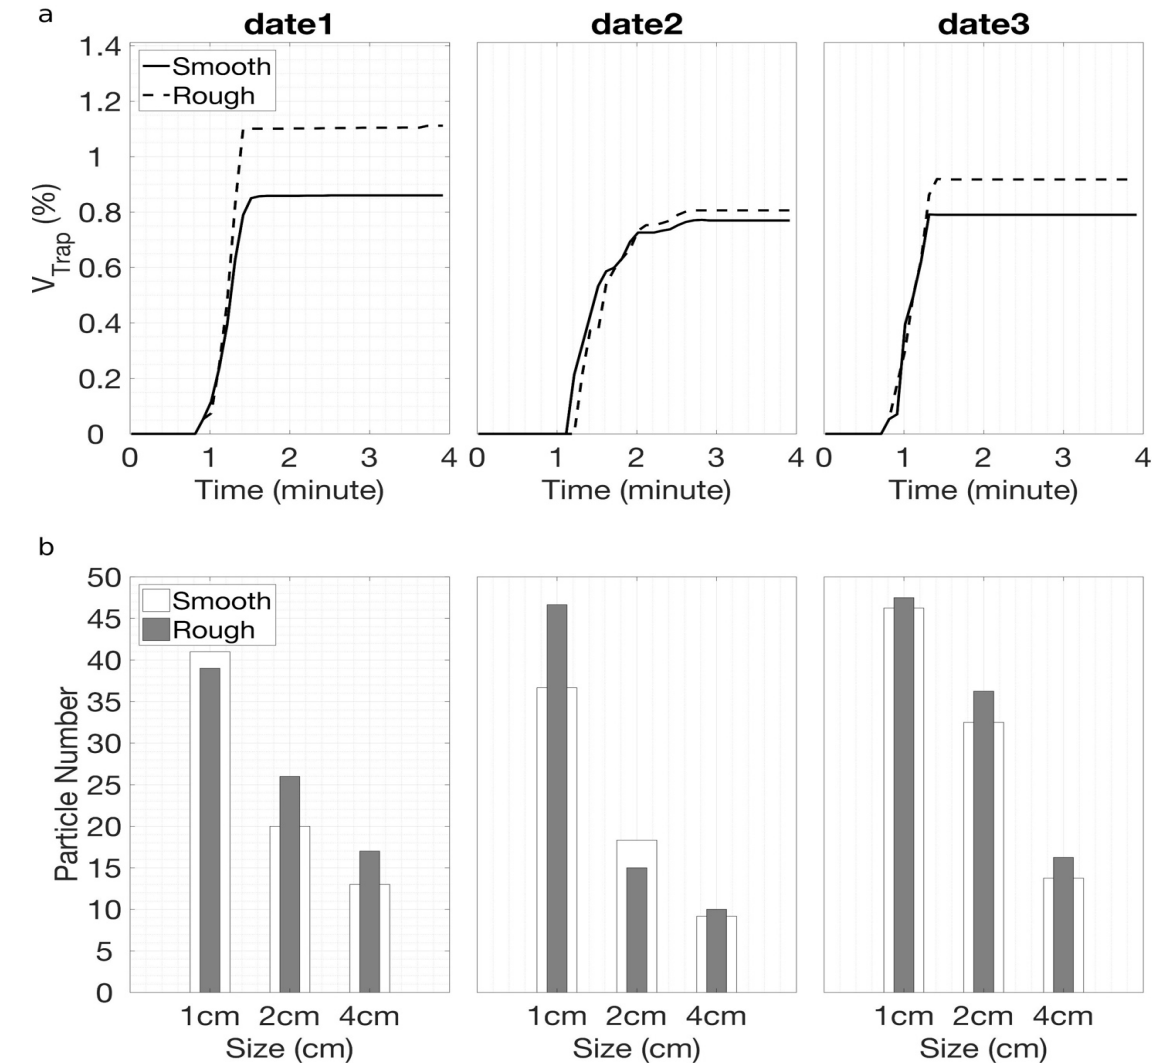 a
date1 date2 date3
1.4
Smooth
Rough
1.2
1
0.8
0.6
0.4
0.2
0
V_Trap (%)
0 1 2 3 4 0 1 2 3 4 0 1 2 3 4
Time (minute) Time (minute) Time (minute)
b
50
Smooth
Rough
45
40
35
30
25
20
15
10
5
0
Particle Number
1cm 2cm 4cm 1cm 2cm 4cm 1cm 2cm 4cm
Size (cm) Size (cm) Size (cm)